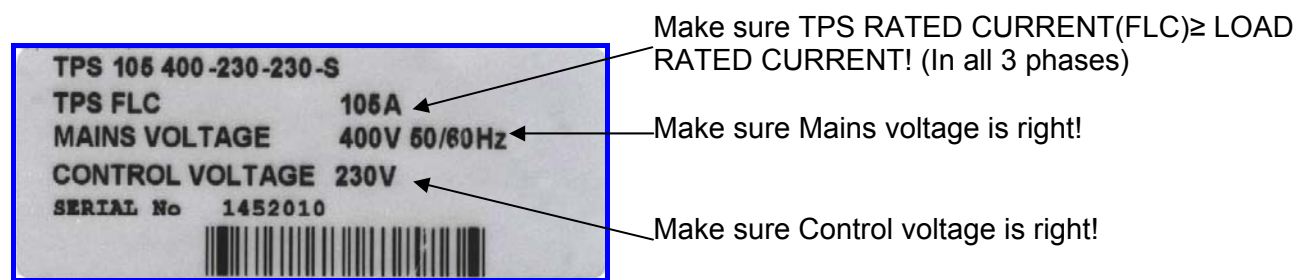 Make sure TPS RATED CURRENT(FLC)≥ LOAD
RATED CURRENT! (In all 3 phases)
TPS 105 400-230-230-S
TPS FLC 105A
MAINS VOLTAGE 400V 50/60Hz
Make sure Mains voltage is right!
CONTROL VOLTAGE 230V
Make sure Control voltage is right!
SERIAL No 1452010